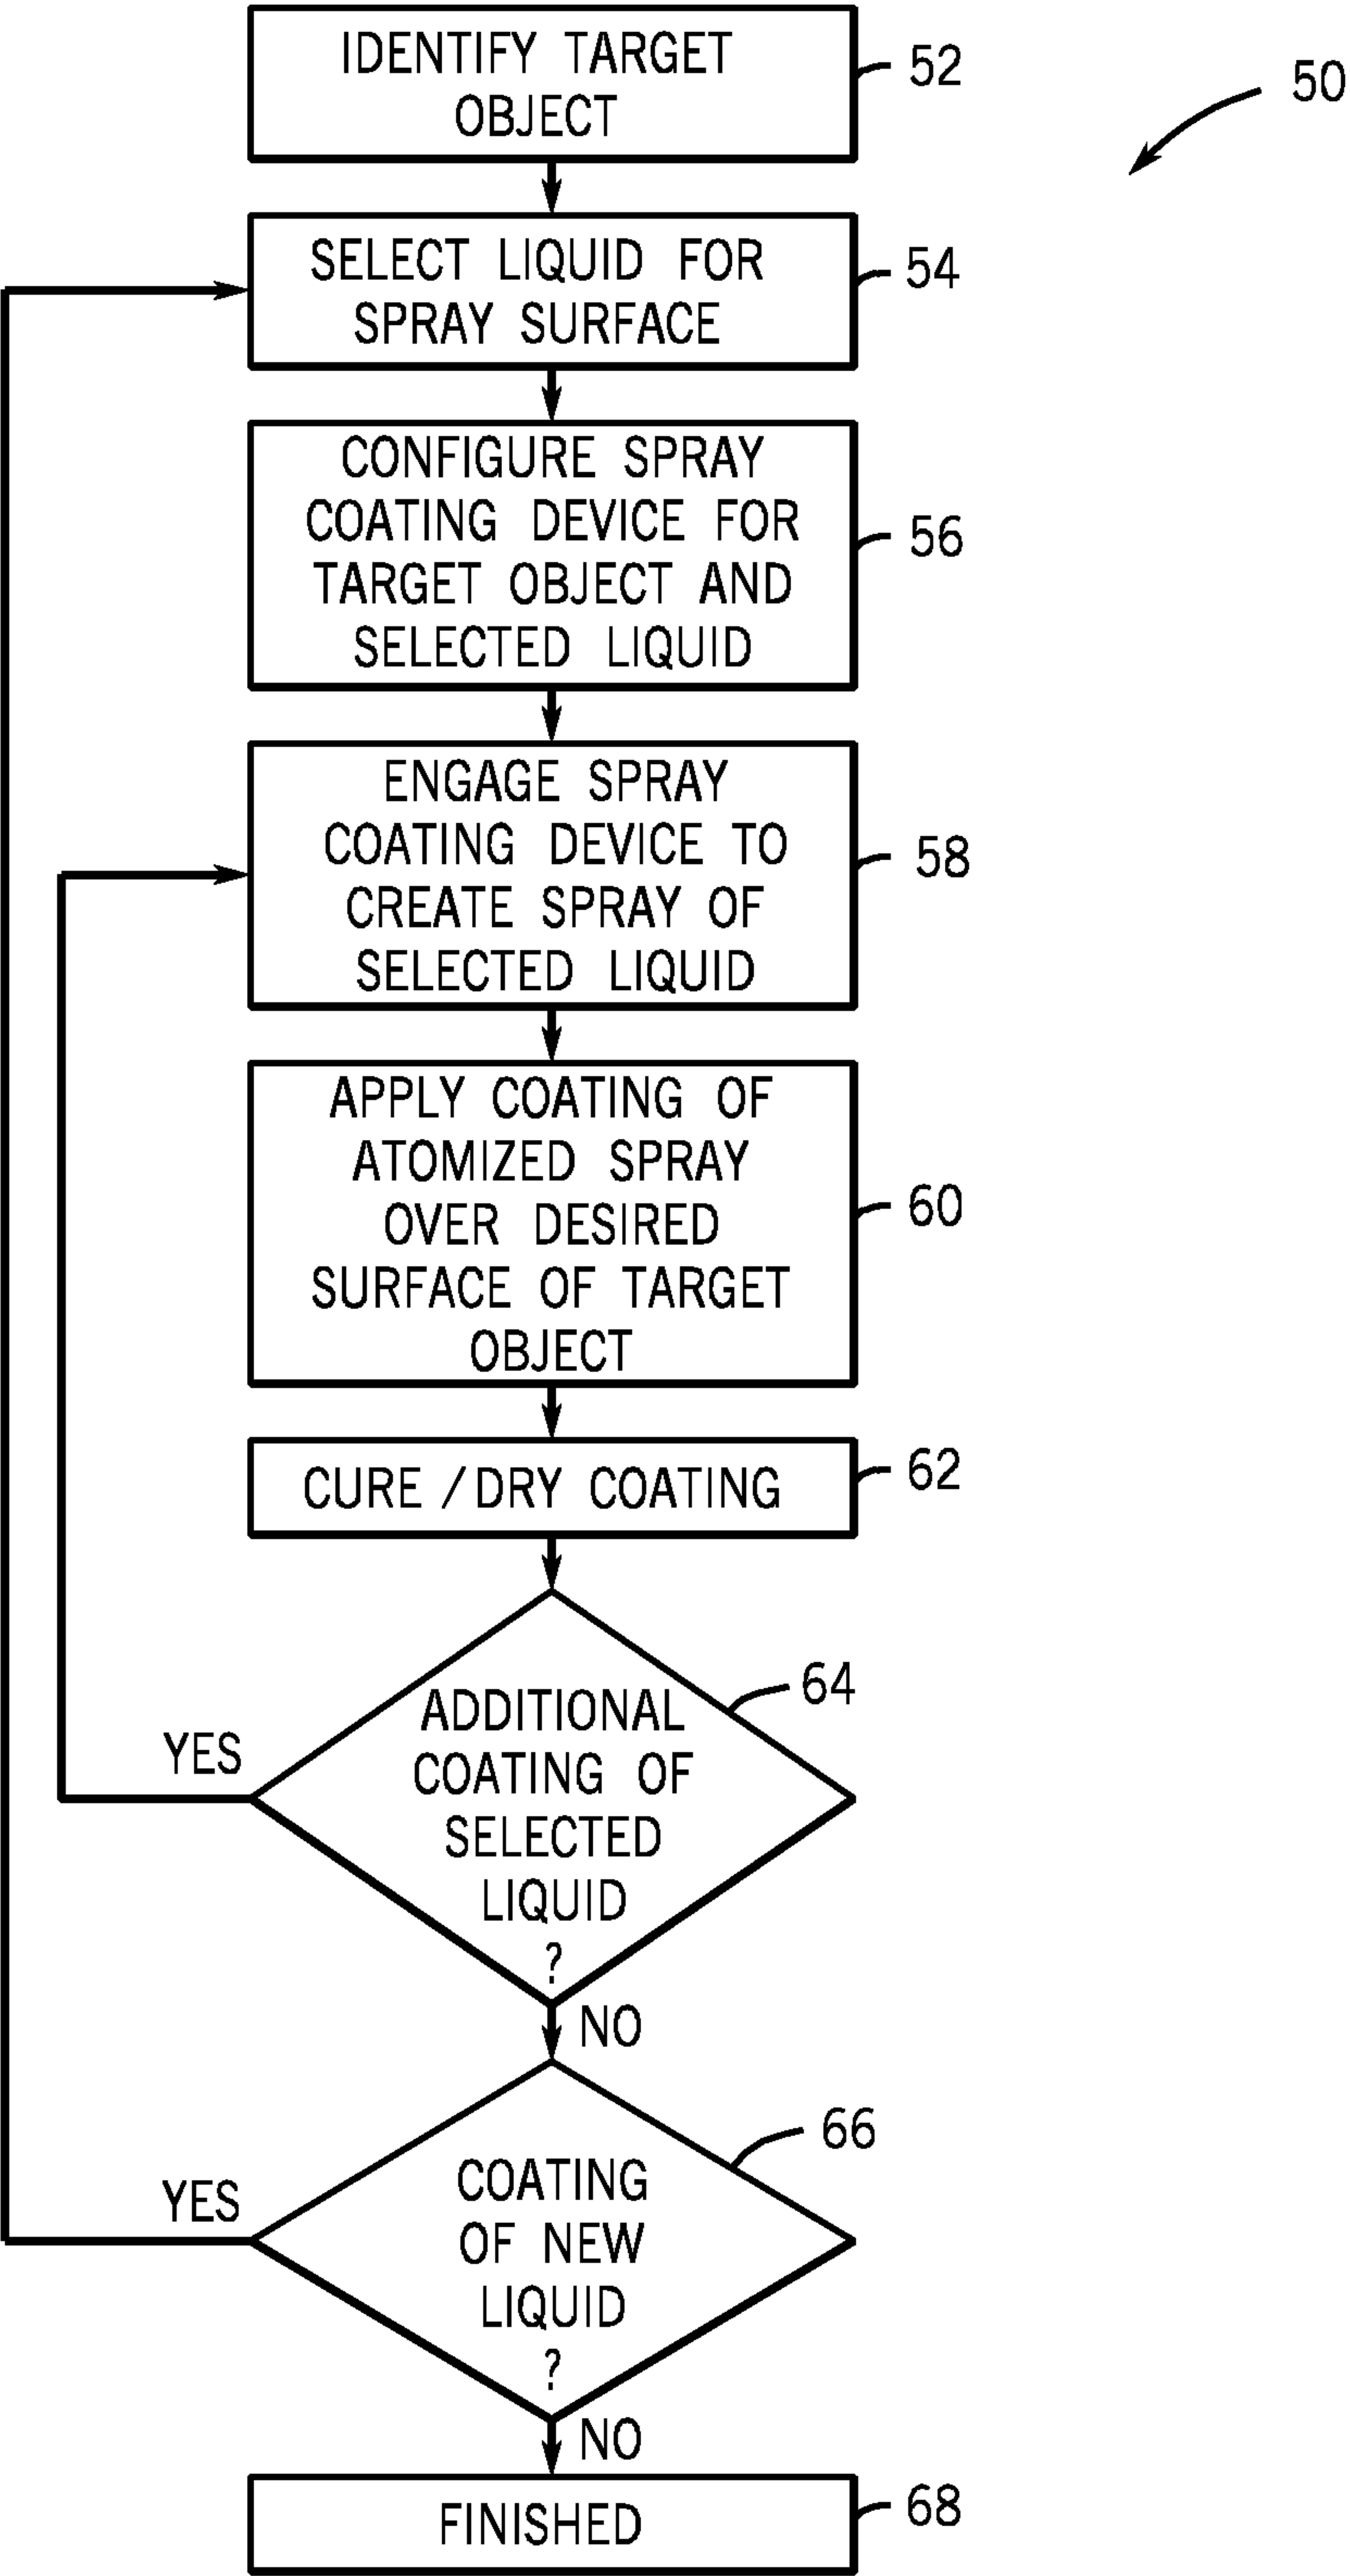 IDENTIFY TARGET
OBJECT
52
50
SELECT LIQUID FOR
SPRAY SURFACE
54
CONFIGURE SPRAY
COATING DEVICE FOR
TARGET OBJECT AND
SELECTED LIQUID
56
ENGAGE SPRAY
COATING DEVICE TO
CREATE SPRAY OF
SELECTED LIQUID
58
APPLY COATING OF
ATOMIZED SPRAY
OVER DESIRED
SURFACE OF TARGET
OBJECT
60
CURE /DRY COATING
62
ADDITIONAL
COATING OF
SELECTED
LIQUID
?
64
YES
NO
COATING
OF NEW
LIQUID
?
66
YES
NO
FINISHED
68